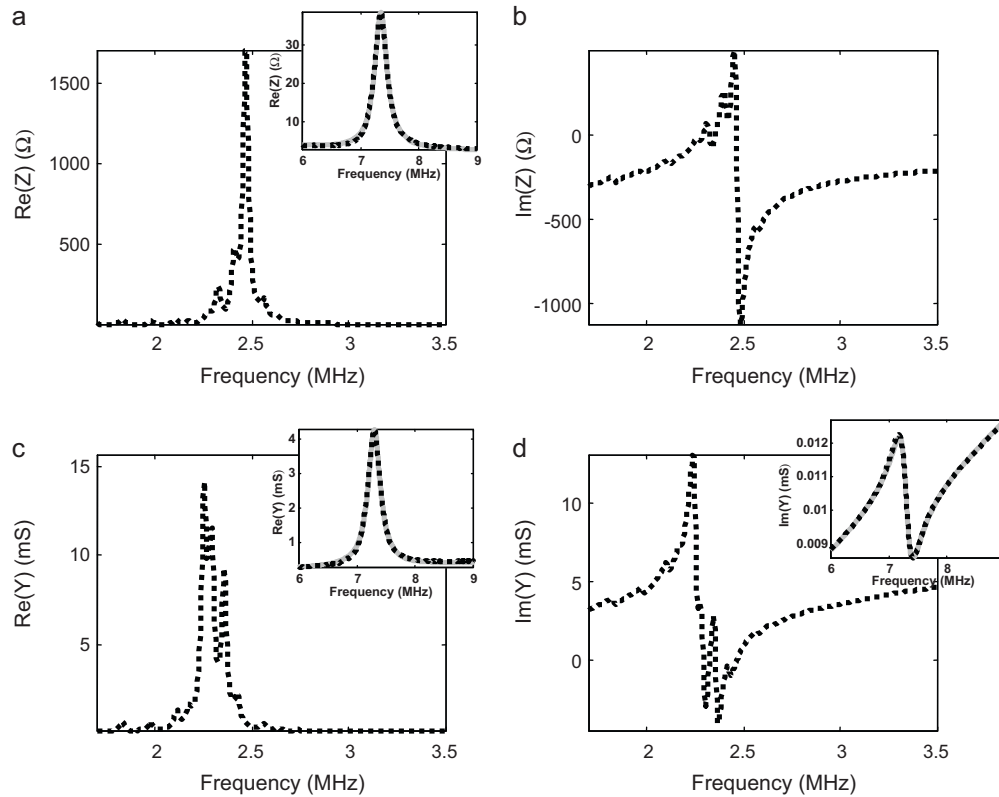 a
Re(Z) (Ω)
1500
1000
500
2
2.5
3
3.5
Frequency (MHz)
Re(Z) (Ω)
30
20
10
6
7
8
9
Frequency (MHz)
b
Im(Z) (Ω)
0
-500
-1000
2
2.5
3
3.5
Frequency (MHz)
c
Re(Y) (mS)
15
10
5
2
2.5
3
3.5
Frequency (MHz)
Re(Y) (mS)
4
3
2
1
6
7
8
9
Frequency (MHz)
d
Im(Y) (mS)
10
5
0
2
2.5
3
3.5
Frequency (MHz)
Im(Y) (mS)
0.012
0.011
0.01
0.009
6
7
8
Frequency (MHz)